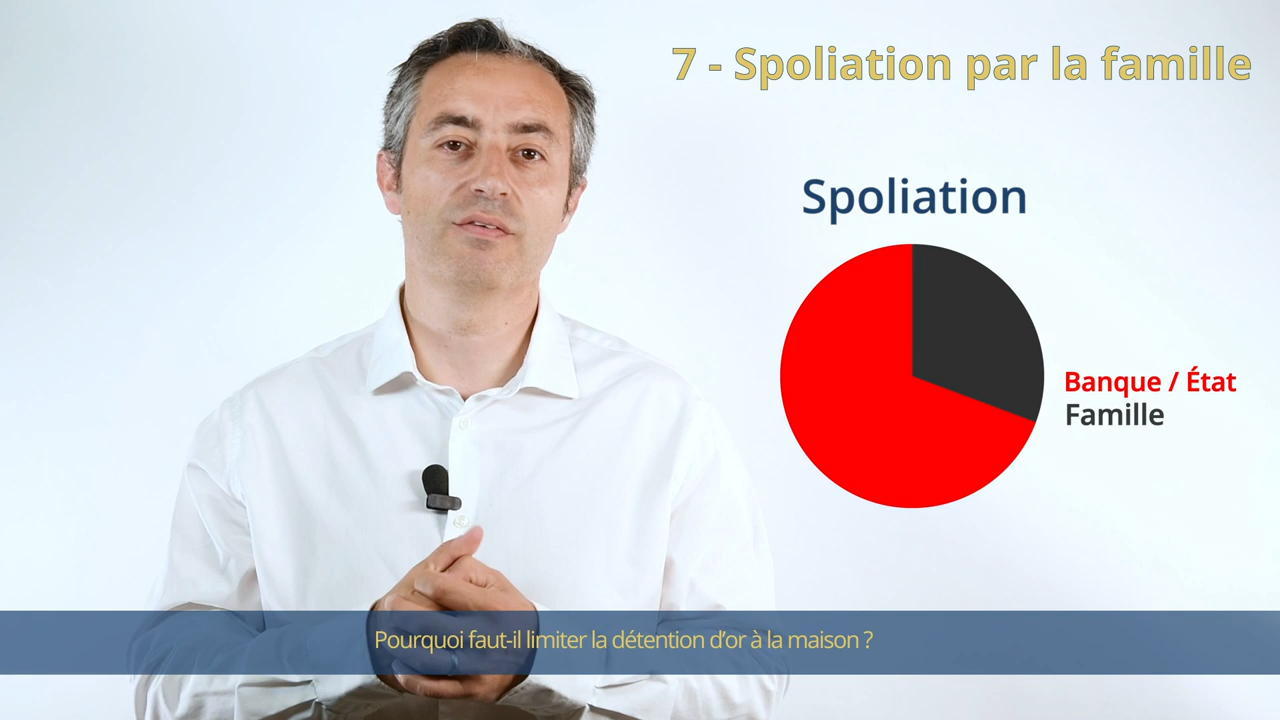 7 - Spoliation par la famille
Spoliation
Banque / État
Famille
Pourquoi faut-il limiter la détention d'or à la maison ?